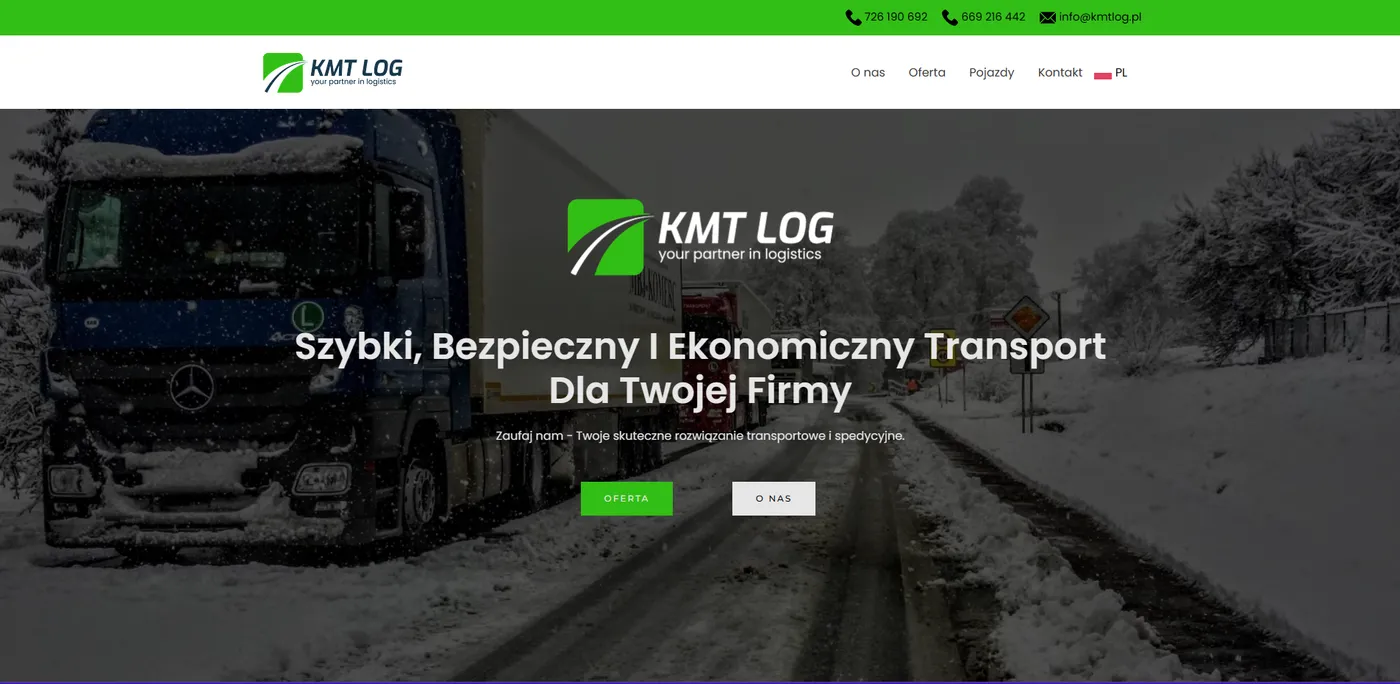 726 190 692 669 216 442 info@kmtlog.pl
KMT LOG
your partner in logistics
O nas Oferta Pojazdy Kontakt PL
KMT LOG
your partner in logistics
L
Szybki, Bezpieczny I Ekonomiczny Transport
Dla Twojej Firmy
Zaufaj nam - Twoje skuteczne rozwiązanie transportowe i spedycyjne.
OFERTA O NAS